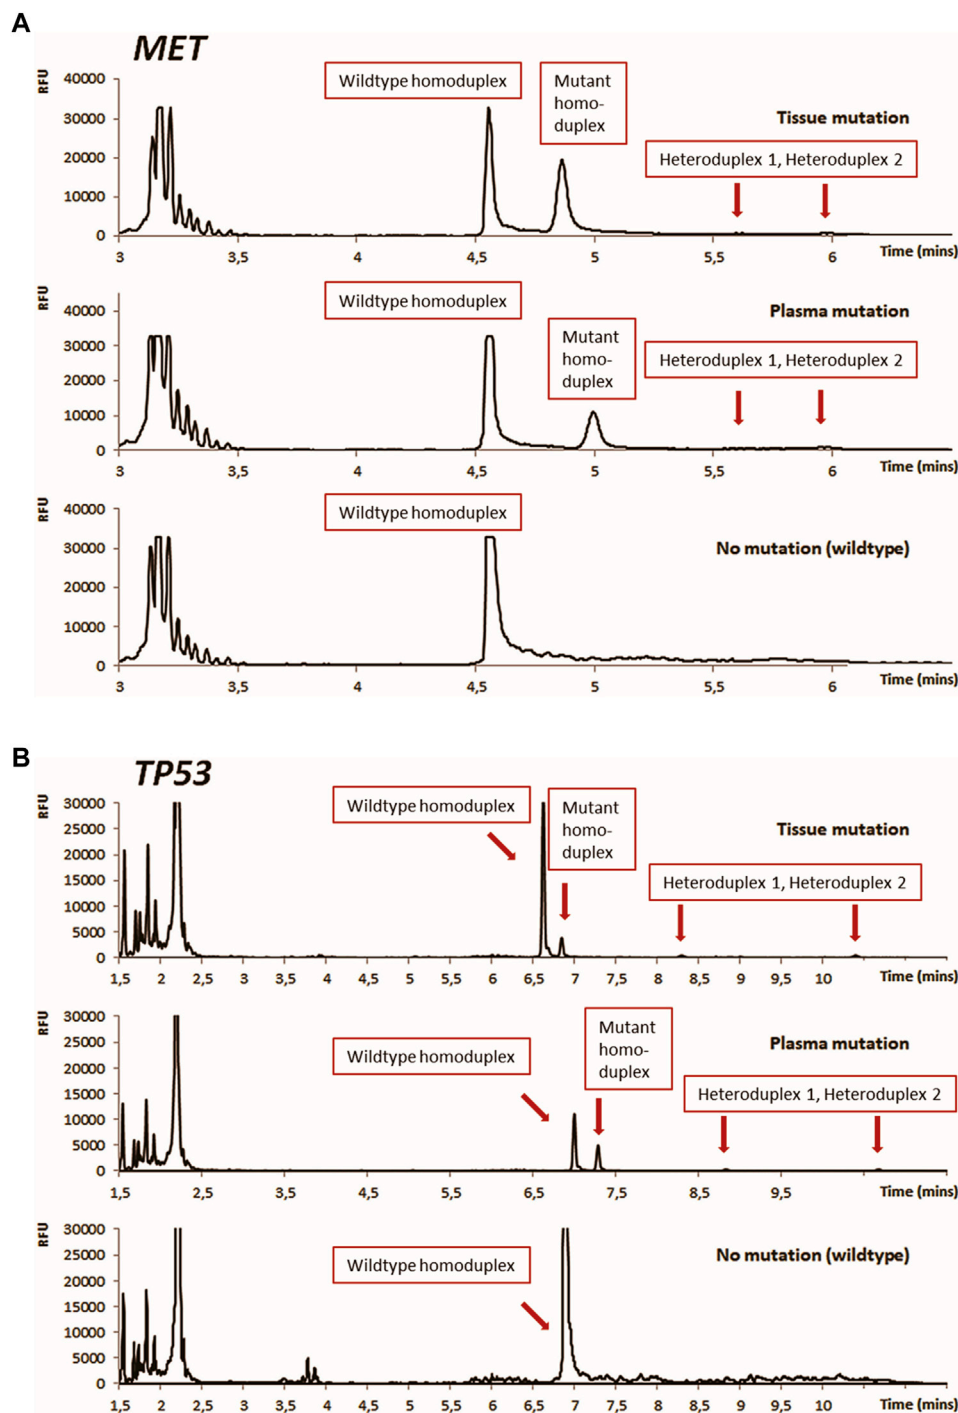 A
MET
RFU
40000
30000
20000
10000
0
Wildtype homoduplex
Mutant
homo-
duplex
Tissue mutation
Heteroduplex 1, Heteroduplex 2
3 3,5 4 4,5 5 5,5 6 Time (mins)
RFU
40000
30000
20000
10000
0
Wildtype homoduplex
Mutant
homo-
duplex
Plasma mutation
Heteroduplex 1, Heteroduplex 2
3 3,5 4 4,5 5 5,5 6 Time (mins)
RFU
40000
30000
20000
10000
0
Wildtype homoduplex
No mutation (wildtype)
3 3,5 4 4,5 5 5,5 6 Time (mins)
B
TP53
RFU
30000
25000
20000
15000
10000
5000
0
Wildtype homoduplex
Mutant
homo-
duplex
Tissue mutation
Heteroduplex 1, Heteroduplex 2
1,5 2 2,5 3 4 5 5,5 6 6,5 7 7,5 8 8,5 9 10 Time (mins)
RFU
30000
25000
20000
15000
10000
5000
0
Wildtype homoduplex
Mutant
homo-
duplex
Plasma mutation
Heteroduplex 1, Heteroduplex 2
1,5 2,5 3,5 4,5 5,5 6,5 7,5 8,5 9,5 Time (mins)
RFU
30000
25000
20000
15000
10000
5000
0
Wildtype homoduplex
No mutation (wildtype)
1,5 2 2,5 3 3,5 4 4,5 5 5,5 6 6,5 7 7,5 8 8,5 9 9,5 10 Time (mins)